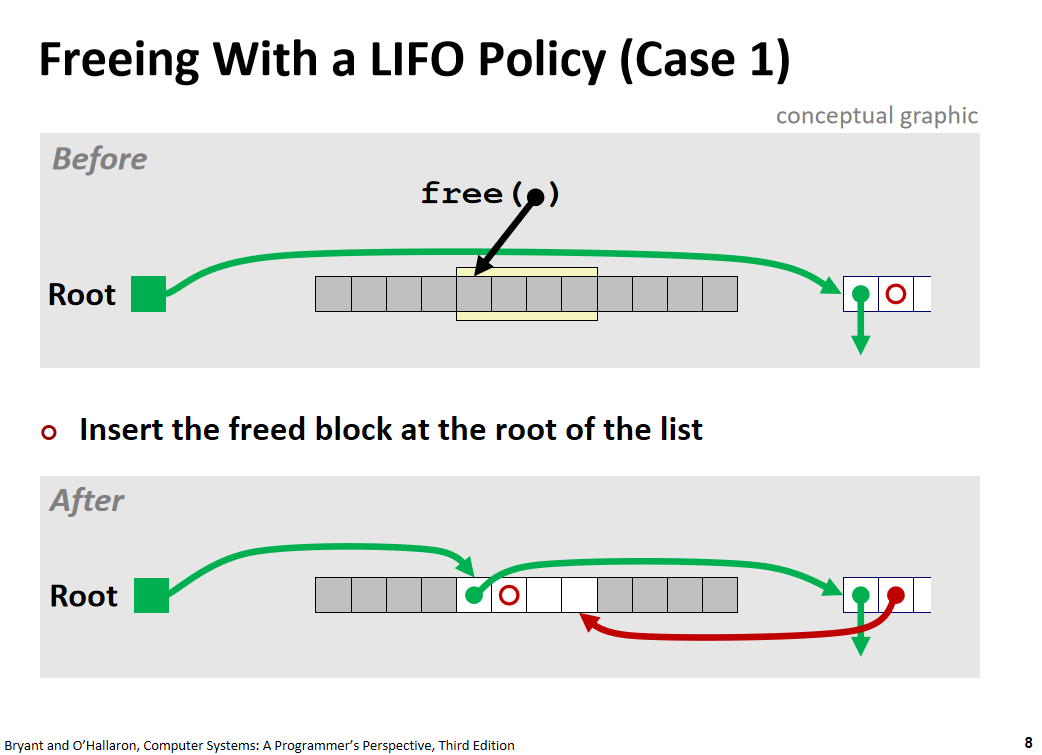 Freeing With a LIFO Policy (Case 1)
conceptual graphic
Before
free( )
Root
Insert the freed block at the root of the list
After
Root
Bryant and O’Hallaron, Computer Systems: A Programmer’s Perspective, Third Edition
8